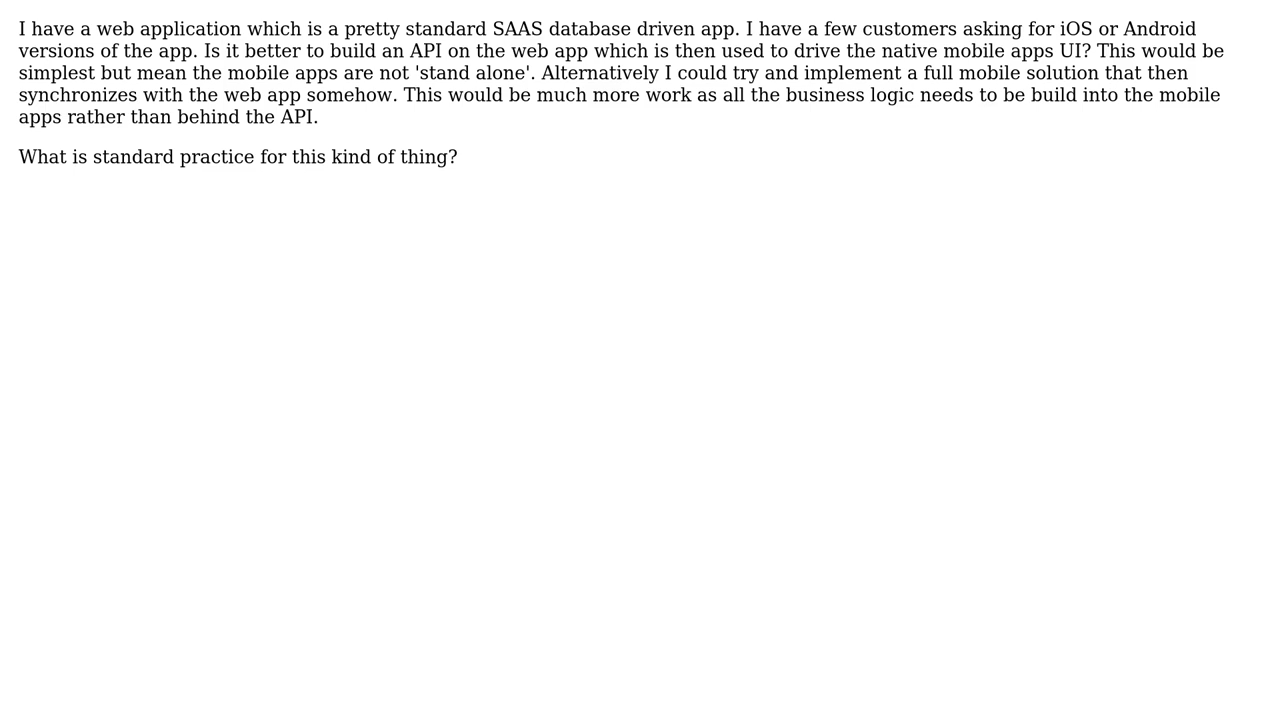 I have a web application which is a pretty standard SAAS database driven app. I have a few customers asking for iOS or Android
versions of the app. Is it better to build an API on the web app which is then used to drive the native mobile apps UI? This would be
simplest but mean the mobile apps are not 'stand alone'. Alternatively I could try and implement a full mobile solution that then
synchronizes with the web app somehow. This would be much more work as all the business logic needs to be build into the mobile
apps rather than behind the API.
What is standard practice for this kind of thing?